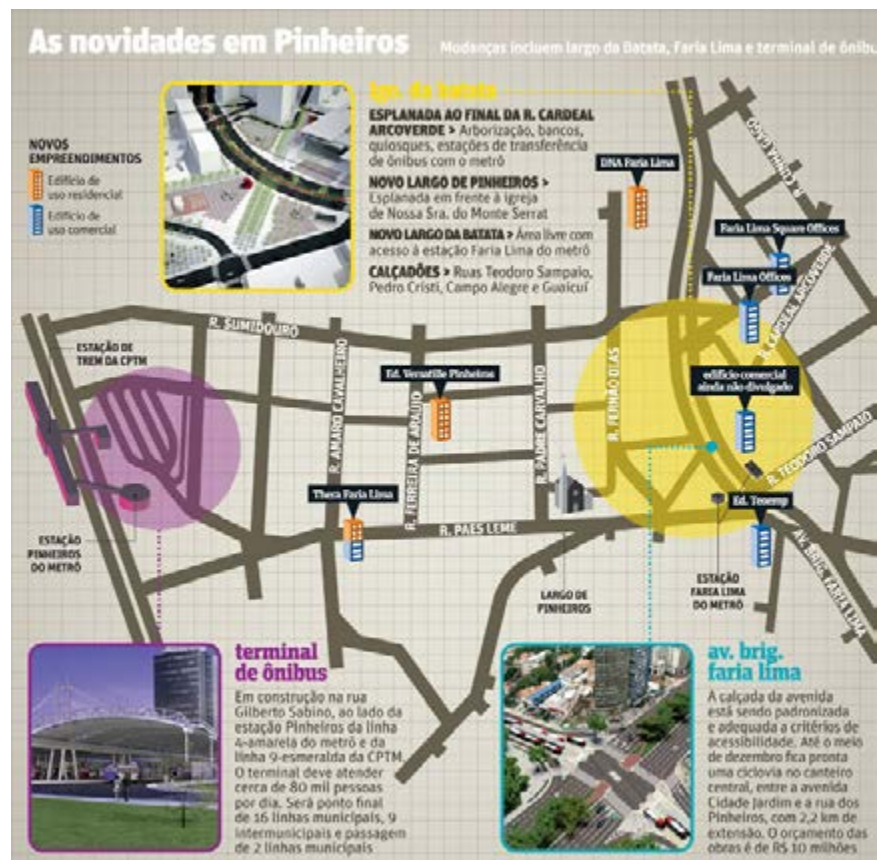 As novidades em Pinheiros
Mudanças incluem largo da Batata, Faria Lima e terminal de ônibu
NOVOS
EMPREENDIMENTOS
Edifício de
uso residencial
Edifício de
uso comercial
lgo. da batata
ESPLANADA AO FINAL DA R. CARDEAL
ARCOVERDE > Arborização, bancos,
quiosques, estações de transferência
de ônibus com o metrô
NOVO LARGO DE PINHEIROS >
Esplanada em frente à igreja
de Nossa Sra. do Monte Serrat
NOVO LARGO DA BATATA > Área livre com
acesso à estação Faria Lima do metrô
CALÇADÕES > Ruas Teodoro Sampaio,
Pedro Cristi, Campo Alegre e Guaicuí
DNA Faria Lima
R. CUNHA GAGO
Faria Lima Square Offices
Faria Lima Offices
R. CARDEAL ARCOVERDE
R. SUMIDOURO
ESTAÇÃO DE
TREM DA CPTM
R. AMARO CAVALHEIRO
Ed. Versatille Pinheiros
R. FERREIRA DE ARAUJO
R. PADRE CARVALHO
R. FERNÃO DIAS
edifício comercial
ainda não divulgado
R. TEODORO SAMPAIO
Thera Faria Lima
R. PAES LEME
Ed. Teoemp
AV. BRIG. FARIA LIMA
ESTAÇÃO
PINHEIROS
DO METRÔ
LARGO DE
PINHEIROS
ESTAÇÃO
FARIA LIMA
DO METRÔ
terminal
de ônibus
Em construção na rua
Gilberto Sabino, ao lado da
estação Pinheiros da linha
4-amarela do metrô e da
linha 9-esmeralda da CPTM.
O terminal deve atender
cerca de 80 mil pessoas
por dia. Será ponto final
de 16 linhas municipais, 9
intermunicipais e passagem
de 2 linhas municipais
av. brig.
faria lima
A calçada da avenida
está sendo padronizada
e adequada a critérios de
acessibilidade. Até o meio
de dezembro fica pronta
uma ciclovia no canteiro
central, entre a avenida
Cidade Jardim e a rua dos
Pinheiros, com 2,2 km de
extensão. O orçamento das
obras é de R$ 10 milhões